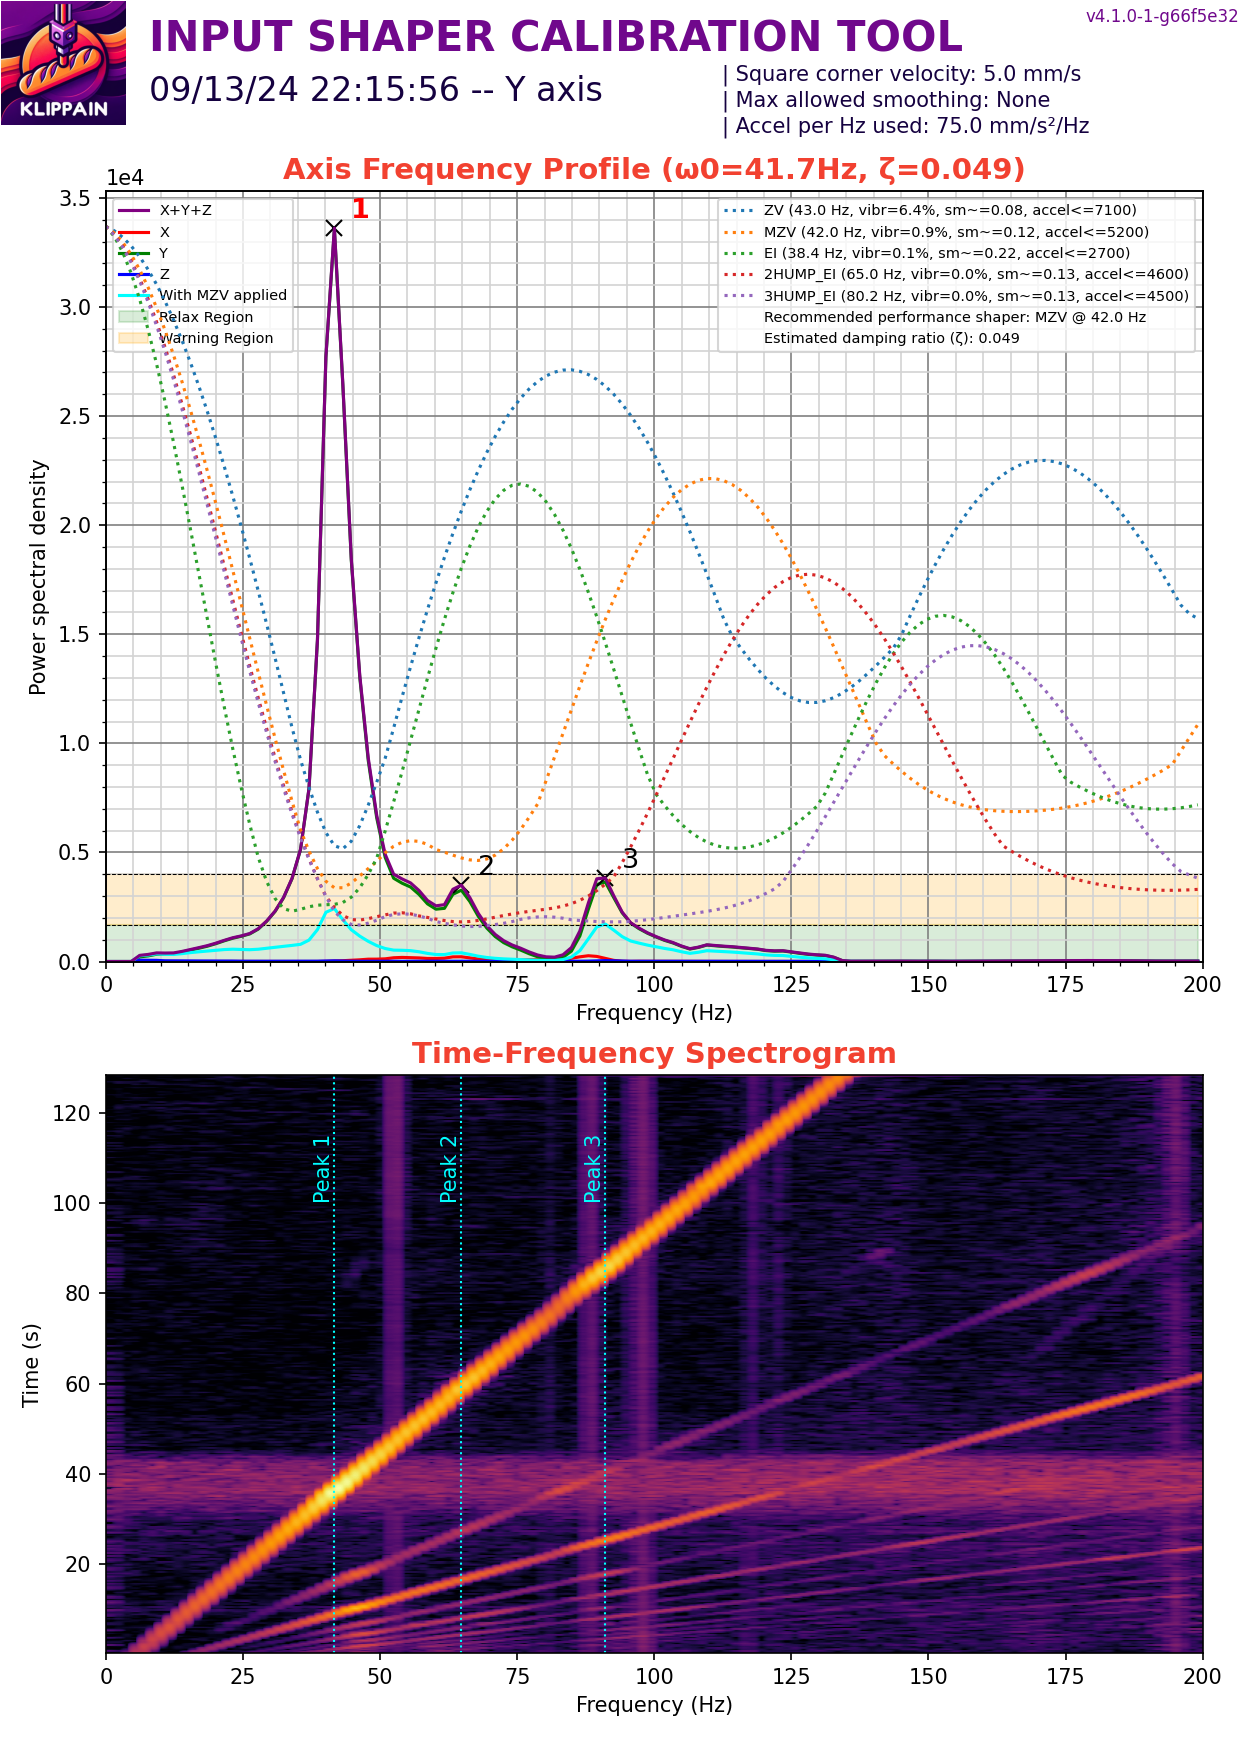 v4.1.0-1-g66f5e32
INPUT SHAPER CALIBRATION TOOL
KLIPPAIN
09/13/24 22:15:56 -- Y axis
| Square corner velocity: 5.0 mm/s
| Max allowed smoothing: None
| Accel per Hz used: 75.0 mm/s²/Hz
Axis Frequency Profile (ω0=41.7Hz, ζ=0.049)
1e4
3.5
3.0
2.5
2.0
1.5
1.0
0.5
0.0
Power spectral density
X+Y+Z
X
Y
Z
With MZV applied
Relax Region
Warning Region
ZV (43.0 Hz, vibr=6.4%, sm~=0.08, accel<=7100)
MZV (42.0 Hz, vibr=0.9%, sm~=0.12, accel<=5200)
EI (38.4 Hz, vibr=0.1%, sm~=0.22, accel<=2700)
2HUMP_EI (65.0 Hz, vibr=0.0%, sm~=0.13, accel<=4600)
3HUMP_EI (80.2 Hz, vibr=0.0%, sm~=0.13, accel<=4500)
Recommended performance shaper: MZV @ 42.0 Hz
Estimated damping ratio (ζ): 0.049
1
2
3
0 25 50 75 100 125 150 175 200
Frequency (Hz)
Time-Frequency Spectrogram
120
100
80
60
40
20
Time (s)
Peak 1
Peak 2
Peak 3
0 25 50 75 100 125 150 175 200
Frequency (Hz)